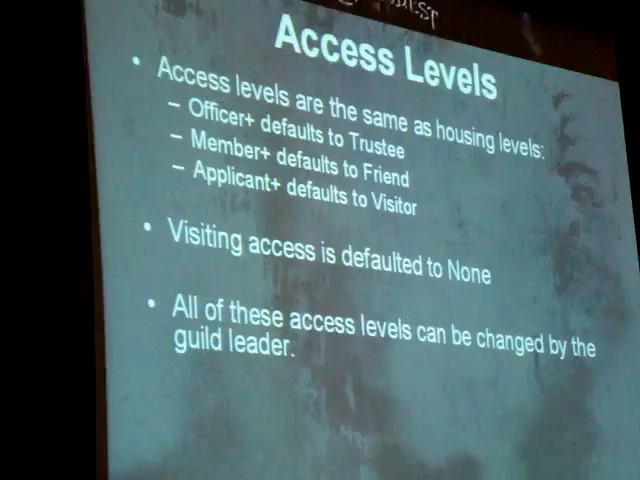 Access Levels
• Access levels are the same as housing levels:
– Officer+ defaults to Trustee
– Member+ defaults to Friend
– Applicant+ defaults to Visitor
• Visiting access is defaulted to None
• All of these access levels can be changed by the
guild leader.